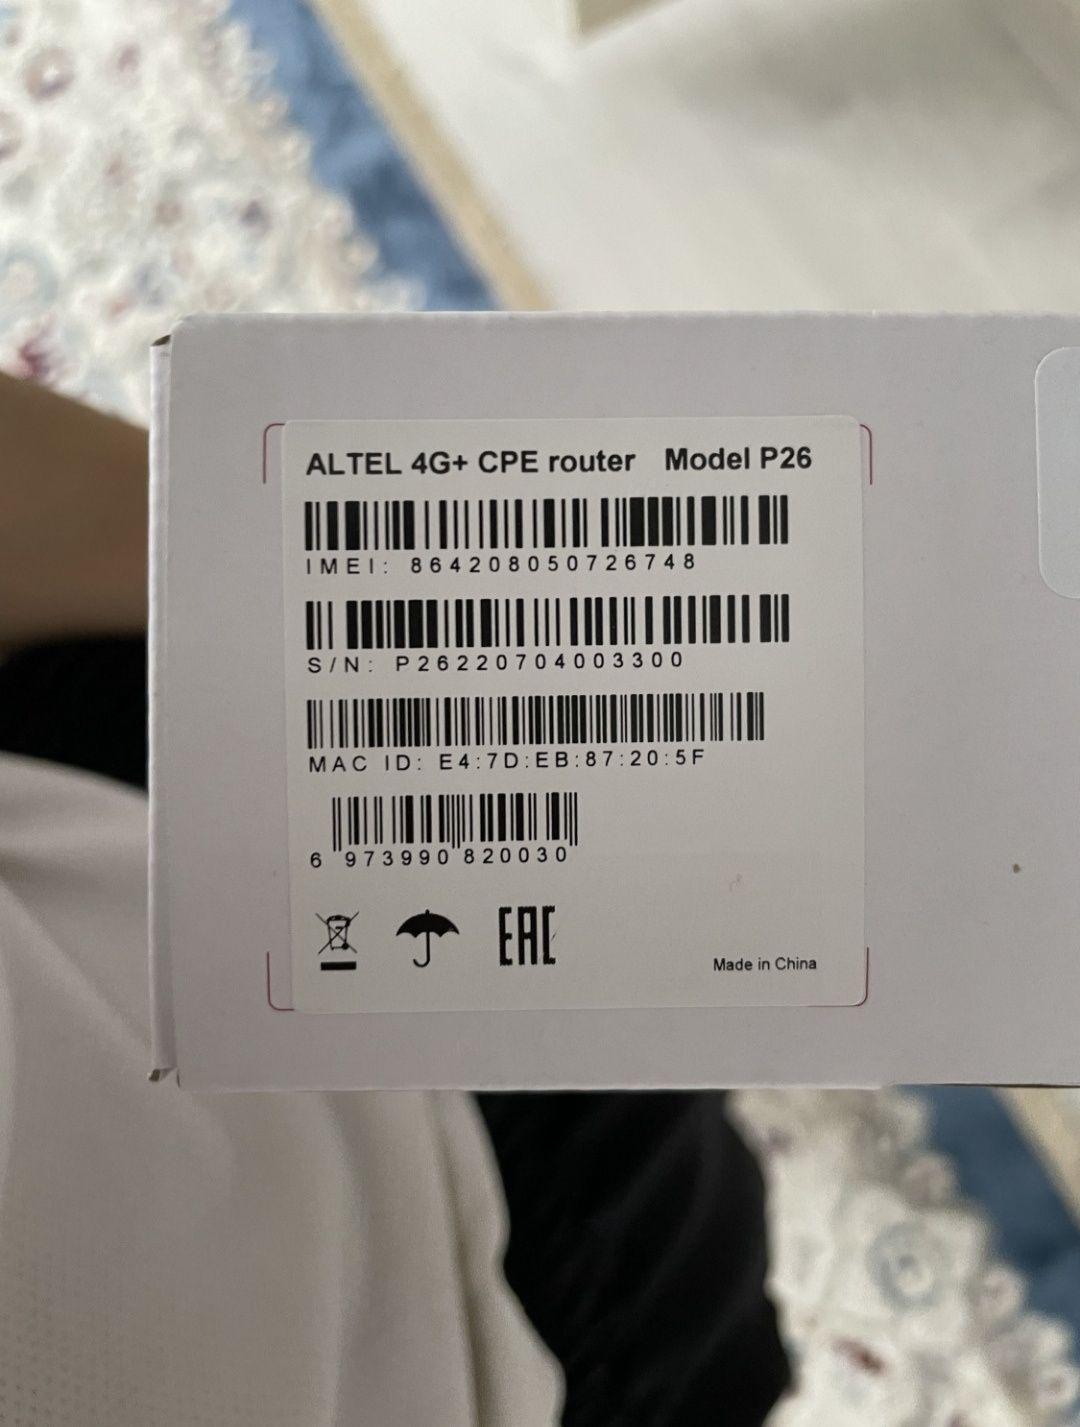 ALTEL 4G+ CPE router Model P26
IMEI: 864208050726748
S/N: P26220704003300
MAC ID: E4:7D:EB:87:20:5F
6 973990 820030
EAC
Made in China